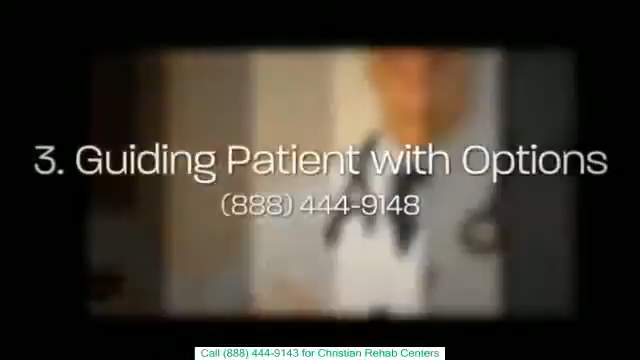 3. Guiding Patient with Options
(888) 444-9148
Call (888) 444-9143 for Christian Rehab Centers